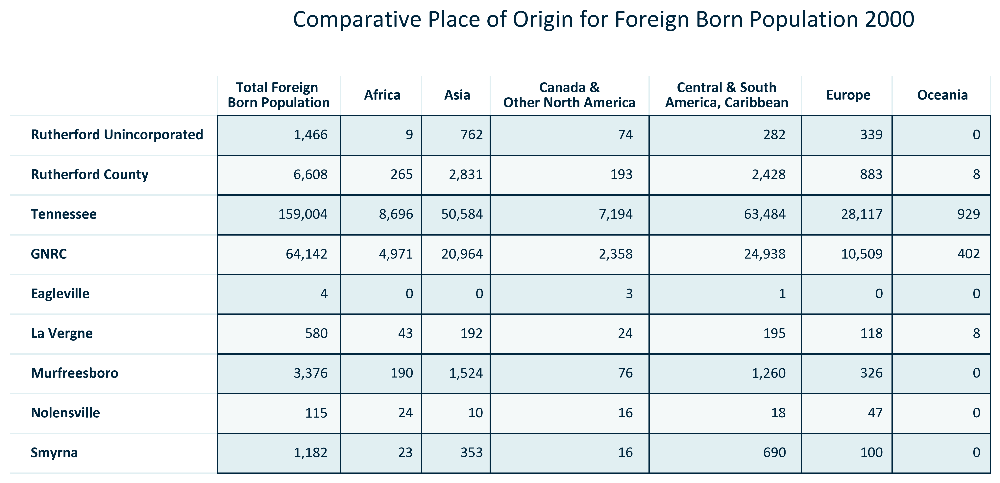 Comparative Place of Origin for Foreign Born Population 2000
Total Foreign
Born Population
Africa
Asia
Canada &
Other North America
Central & South
America, Caribbean
Europe
Oceania
Rutherford Unincorporated 1,466 9 762 74 282 339 0
Rutherford County 6,608 265 2,831 193 2,428 883 8
Tennessee 159,004 8,696 50,584 7,194 63,484 28,117 929
GNRC 64,142 4,971 20,964 2,358 24,938 10,509 402
Eagleville 4 0 0 3 1 0 0
La Vergne 580 43 192 24 195 118 8
Murfreesboro 3,376 190 1,524 76 1,260 326 0
Nolensville 115 24 10 16 18 47 0
Smyrna 1,182 23 353 16 690 100 0